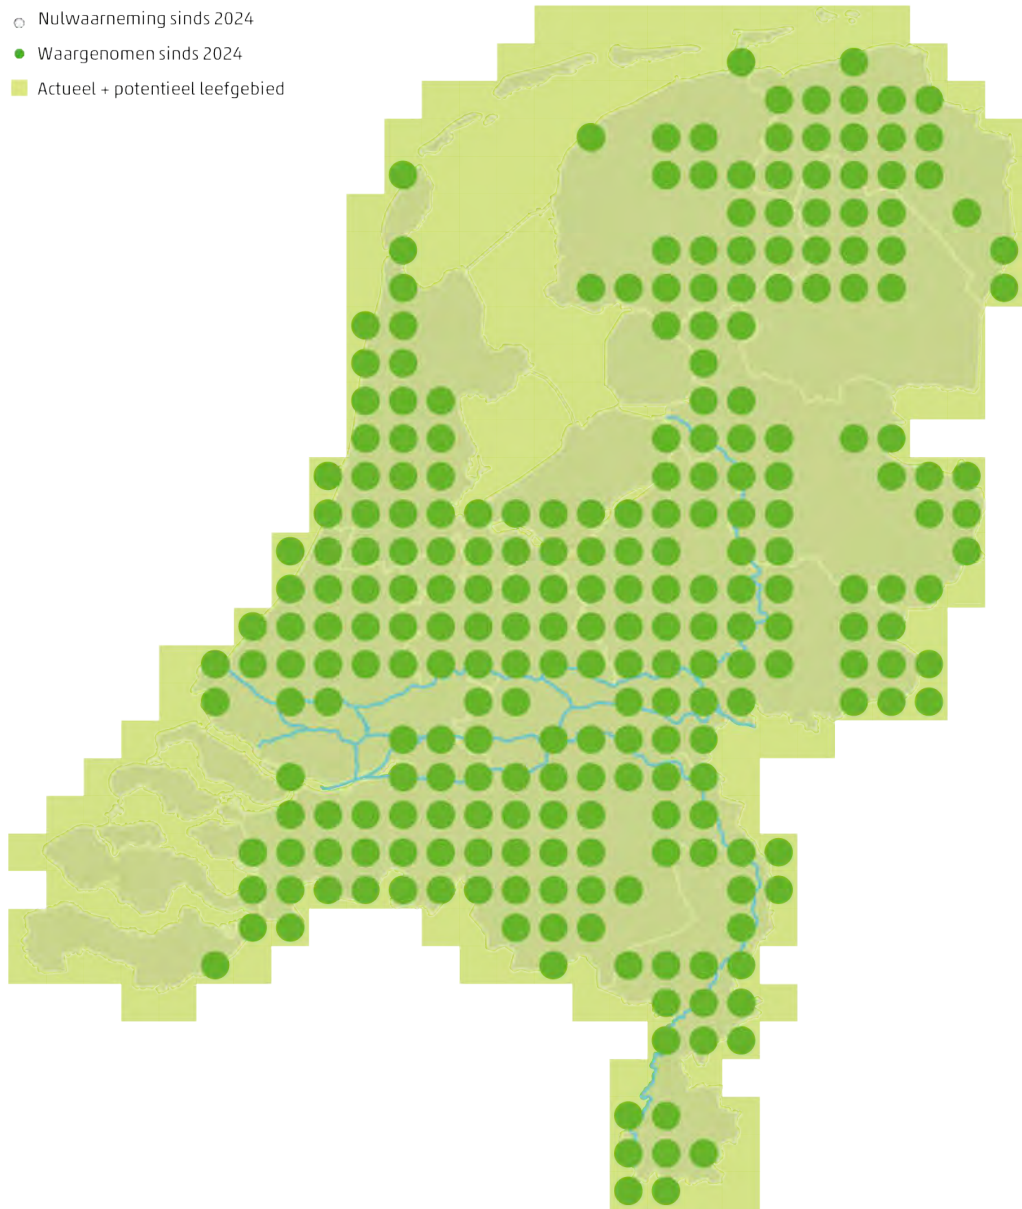 Nulwaarneming sinds 2024
Waargenomen sinds 2024
Actueel + potentieel leefgebied